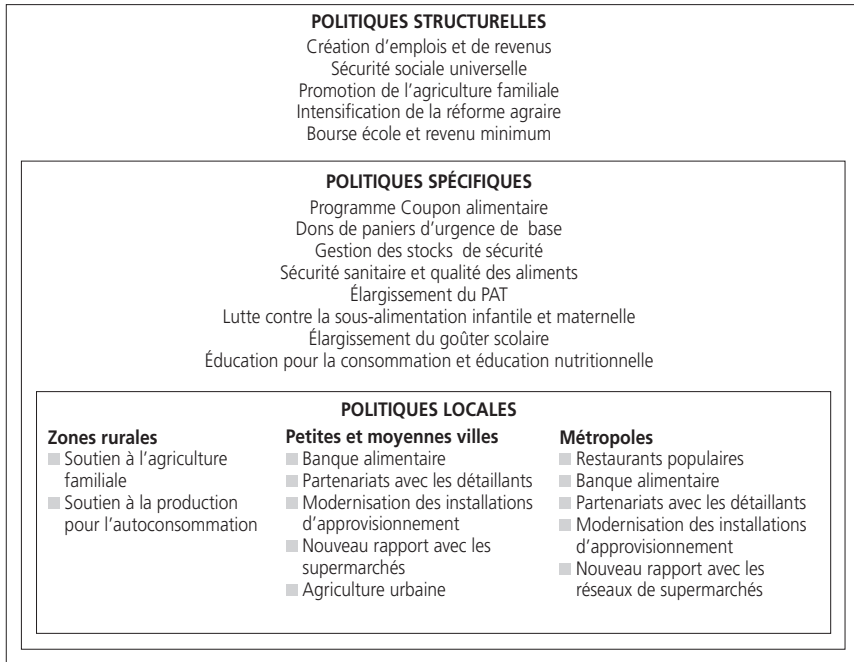 POLITIQUES STRUCTURELLES
Création d'emplois et de revenus
Sécurité sociale universelle
Promotion de l'agriculture familiale
Intensification de la réforme agraire
Bourse école et revenu minimum
POLITIQUES SPÉCIFIQUES
Programme Coupon alimentaire
Dons de paniers d'urgence de base
Gestion des stocks de sécurité
Sécurité sanitaire et qualité des aliments
Élargissement du PAT
Lutte contre la sous-alimentation infantile et maternelle
Élargissement du goûter scolaire
Éducation pour la consommation et éducation nutritionnelle
POLITIQUES LOCALES
Zones rurales
Soutien à l'agriculture
familiale
Soutien à la production
pour l'autoconsommation
Petites et moyennes villes
Banque alimentaire
Partenariats avec les détaillants
Modernisation des installations
d'approvisionnement
Nouveau rapport avec les
supermarchés
Agriculture urbaine
Métropoles
Restaurants populaires
Banque alimentaire
Partenariats avec les détaillants
Modernisation des installations
d'approvisionnement
Nouveau rapport avec les
réseaux de supermarchés